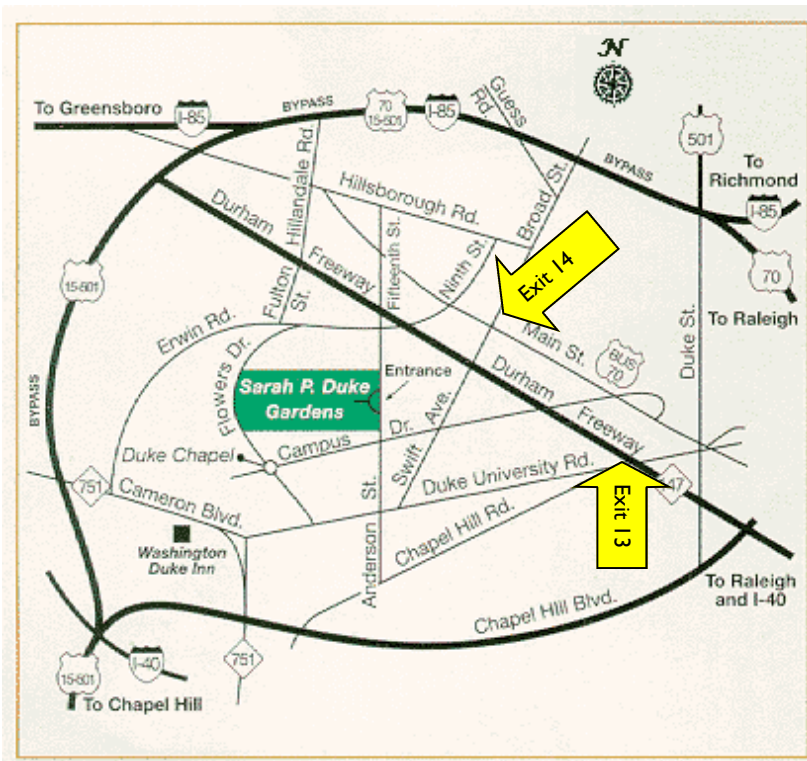 N
To Greensboro
I-85
BYPASS
70
15-501
I-85
Guess
Rd.
BYPASS
501
To
Richmond
I-85
70
To Raleigh
Hillandale Rd.
Hillsborough Rd.
Broad St.
Durham
Freeway
Fifteenth St.
Ninth St.
Exit 14
15-501
Fulton
St.
Erwin Rd.
Main St.
BUS
70
Duke St.
Flowers Dr.
Sarah P. Duke
Gardens
Entrance
Durham
Freeway
BYPASS
Duke Chapel
Campus
Dr.
Swift
Ave.
751
Cameron Blvd.
Duke University Rd.
Exit 13
Washington
Duke Inn
Anderson
St.
Chapel Hill Rd.
To Raleigh
and I-40
Chapel Hill Blvd.
I-40
751
15-501
To Chapel Hill